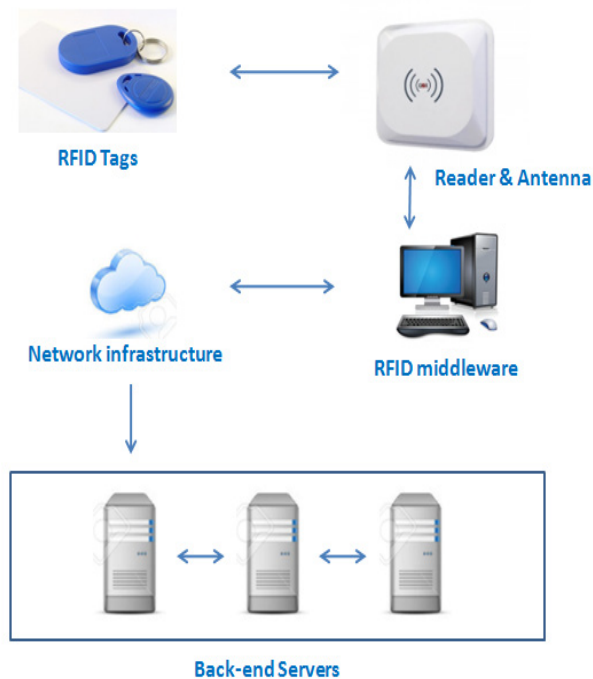 RFID Tags
Reader & Antenna
Network infrastructure
RFID middleware
Back-end Servers